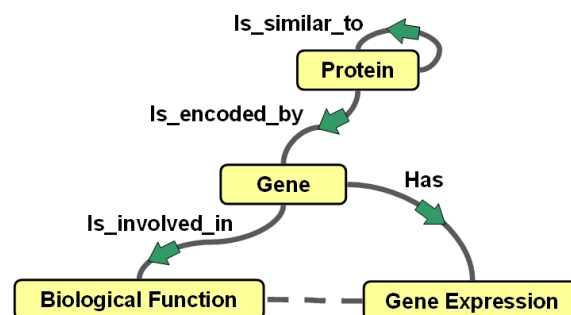 Is_similar_to
Protein
Is_encoded_by
Gene
Has
Is_involved_in
Biological Function
Gene Expression